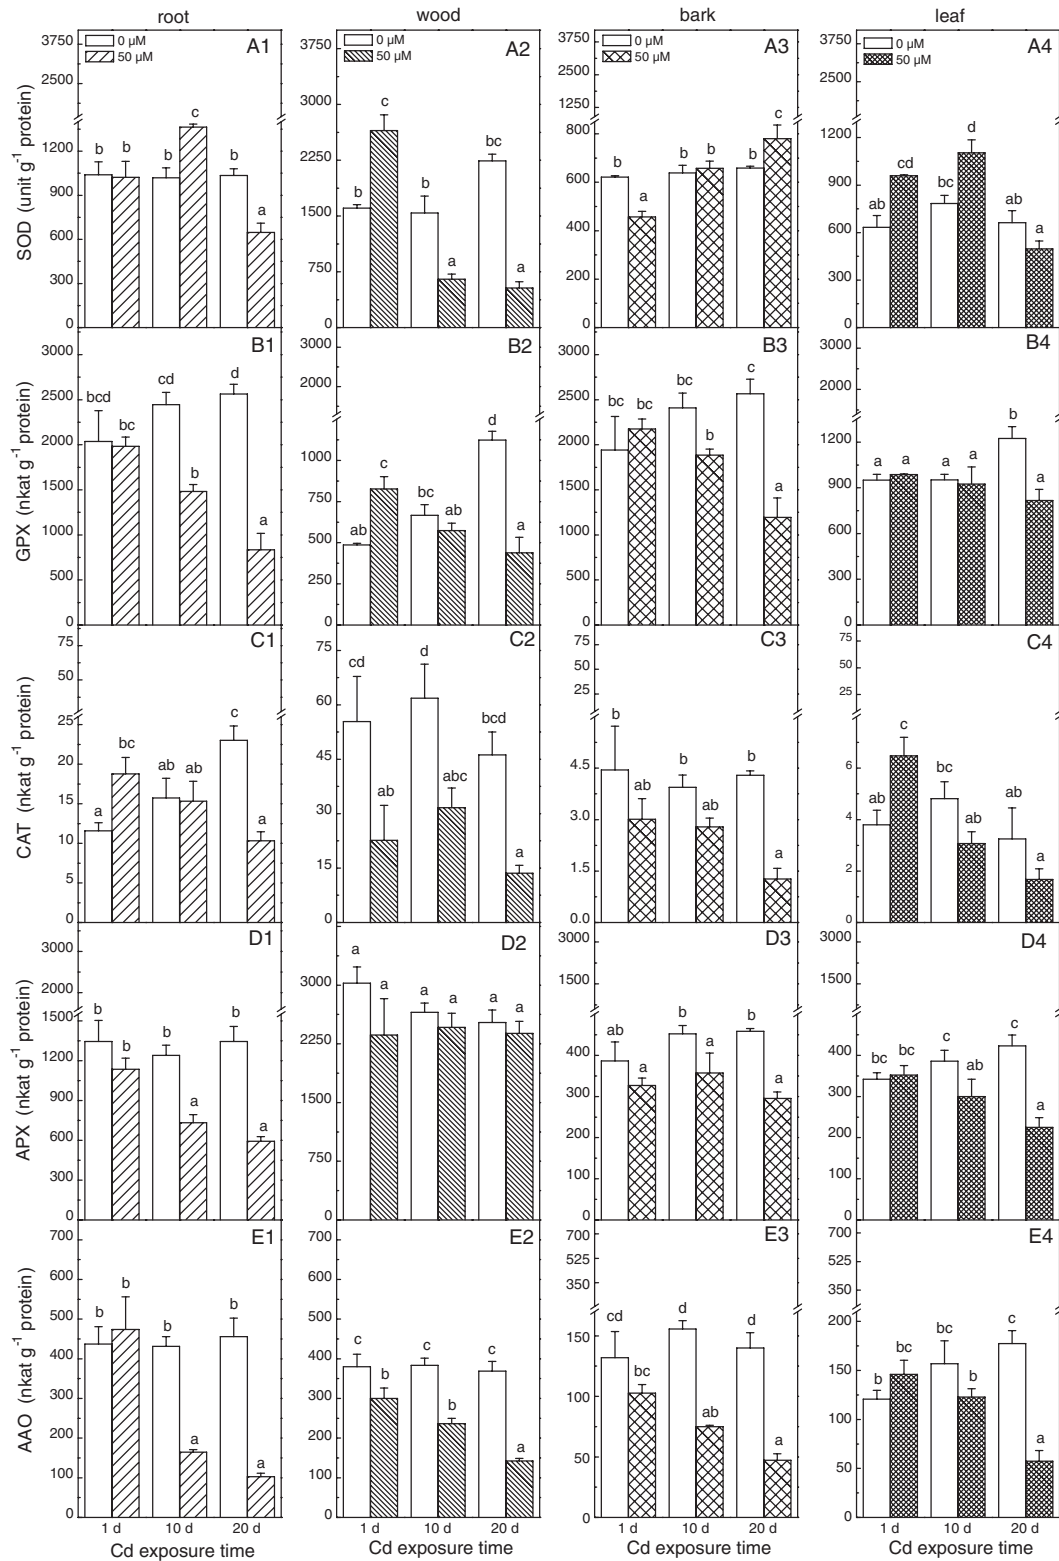 root wood bark leaf
A1
0 µM
50 µM
3750
2500
1200
900
600
300
0
SOD (unit g-1 protein)
b b b c b a
A2
0 µM
50 µM
3750
3000
2250
1500
750
0
b c b a bc a
A3
0 µM
50 µM
3750
2500
1250
800
600
400
200
0
b a b b b c
A4
0 µM
50 µM
3750
2500
1200
900
600
300
0
ab cd bc d ab a
B1
3000
2500
2000
1500
1000
500
0
GPX (nkat g-1 protein)
bcd bc cd b d a
B2
3000
2000
1000
750
500
250
0
ab c bc ab d a
B3
3000
2500
2000
1500
1000
500
0
bc bc bc b c a
B4
3000
2000
1200
900
600
300
0
a a a a b a
C1
75
50
25
20
15
10
5
0
CAT (nkat g-1 protein)
a bc ab ab c a
C2
75
60
45
30
15
0
cd ab d abc bcd a
C3
75
50
25
4.5
3.0
1.5
0.0
b ab b ab b a
C4
75
50
25
6
4
2
0
ab c bc ab ab a
D1
3000
2000
1500
1200
900
600
300
0
APX (nkat g-1 protein)
b b b a b a
D2
3000
2250
1500
750
0
a a a a a a
D3
3000
1500
400
300
200
100
0
ab a b a b a
D4
3000
1500
400
300
200
100
0
bc bc c ab c a
E1
700
600
500
400
300
200
100
0
AAO (nkat g-1 protein)
b b b a b a
E2
700
600
500
400
300
200
100
0
c b c b c a
E3
700
525
350
150
100
50
0
cd bc d ab d a
E4
700
525
350
200
150
100
50
0
b bc bc b c a
1 d 10 d 20 d
1 d 10 d 20 d
1 d 10 d 20 d
1 d 10 d 20 d
Cd exposure time
Cd exposure time
Cd exposure time
Cd exposure time